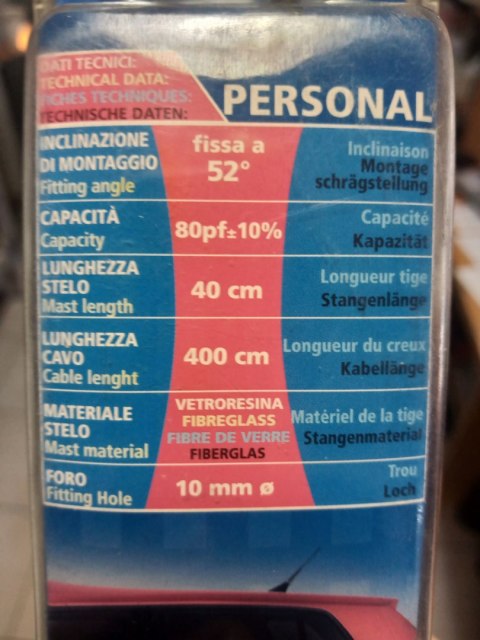 DATI TECNICI:
TECHNICAL DATA:
FICHES TECHNIQUES:
TECHNISCHE DATEN:
PERSONAL
INCLINAZIONE
DI MONTAGGIO
Fitting angle
fissa a
52°
Inclinaison
Montage
schrägstellung
CAPACITÀ
Capacity
80pf±10%
Capacité
Kapazität
LUNGHEZZA
STELO
Mast length
40 cm
Longueur tige
Stangenlänge
LUNGHEZZA
CAVO
Cable lenght
400 cm
Longueur du creux
Kabellänge
MATERIALE
STELO
Mast material
VETRORESINA
FIBREGLASS
FIBRE DE VERRE
FIBERGLAS
Matériel de la tige
Stangenmaterial
FORO
Fitting Hole
10 mm ø
Trou
Loch